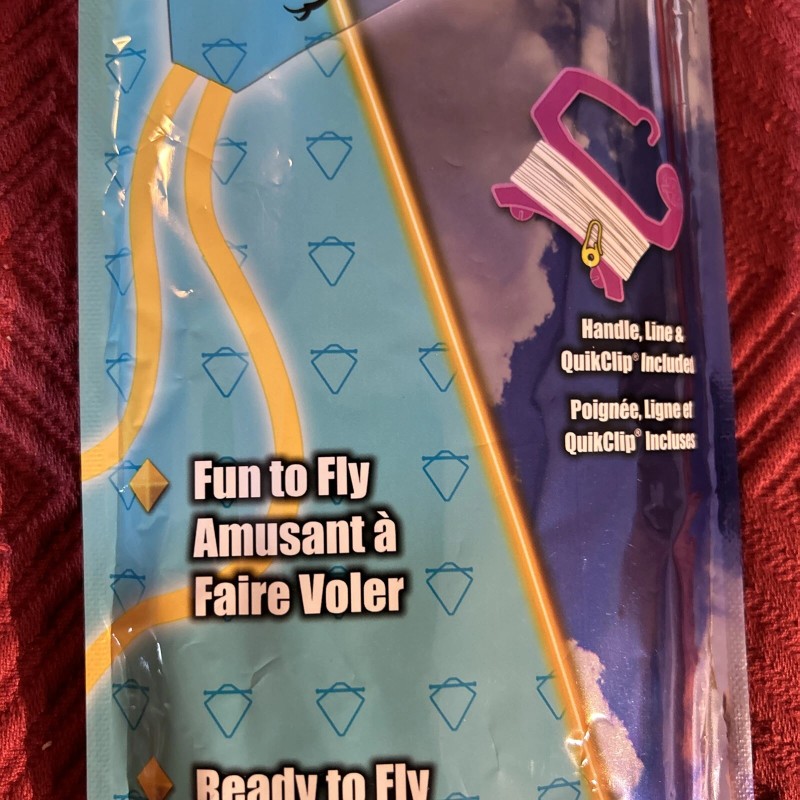 Handle, Line &
QuikClip® Included
Poignée, Ligne et
QuikClip® Incluses
Fun to Fly
Amusant à
Faire Voler
Ready to Fly